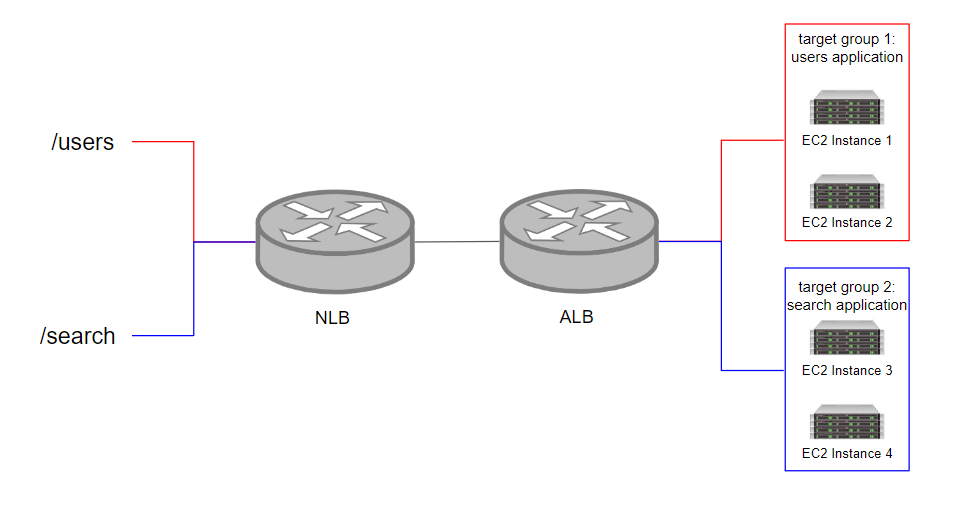 /users
/search
NLB
ALB
target group 1:
users application
EC2 Instance 1
EC2 Instance 2
target group 2:
search application
EC2 Instance 3
EC2 Instance 4